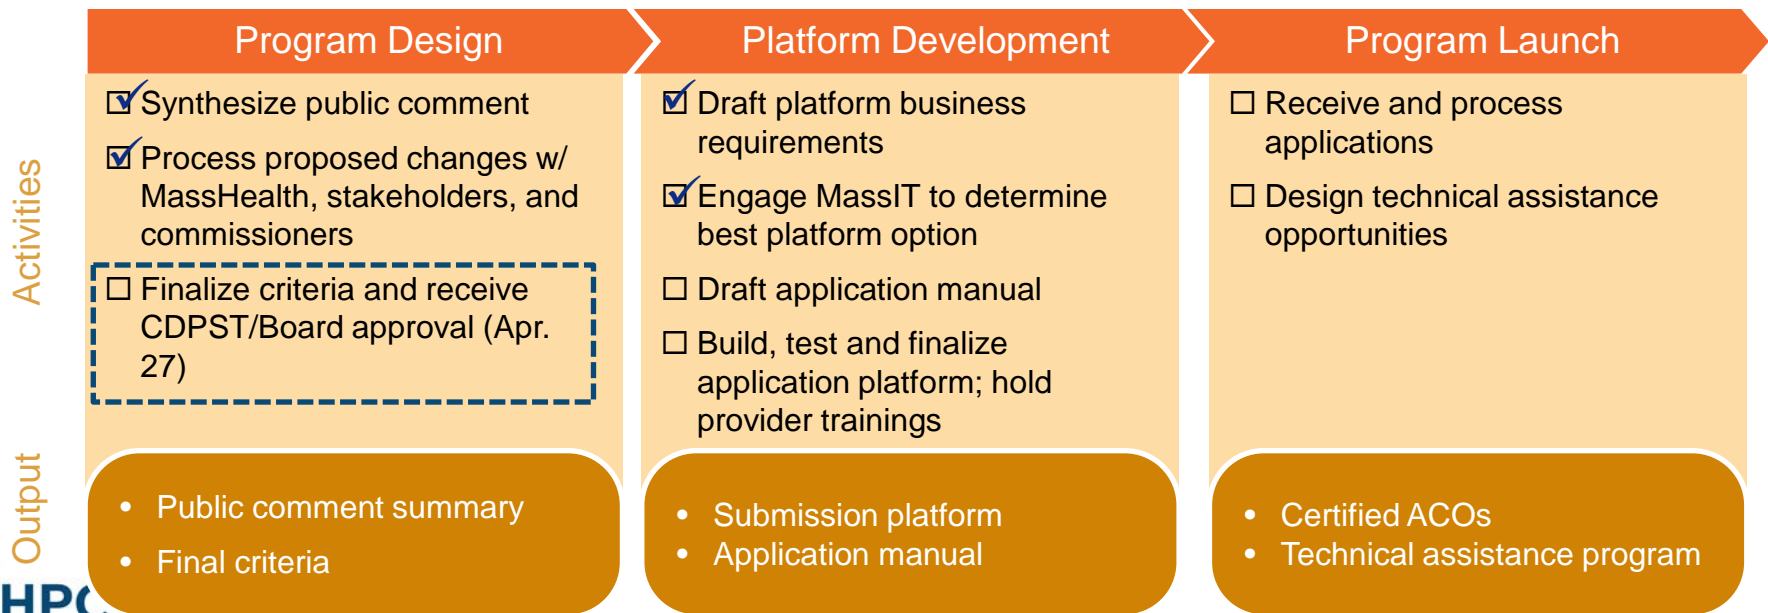 Program Design
Platform Development
Program Launch
Activities
Synthesize public comment
Process proposed changes w/
MassHealth, stakeholders, and
commissioners
Finalize criteria and receive
CDPST/Board approval (Apr.
27)
Draft platform business
requirements
Engage MassIT to determine
best platform option
Draft application manual
Build, test and finalize
application platform; hold
provider trainings
Receive and process
applications
Design technical assistance
opportunities
Output
• Public comment summary
• Final criteria
• Submission platform
• Application manual
• Certified ACOs
• Technical assistance program
HPC